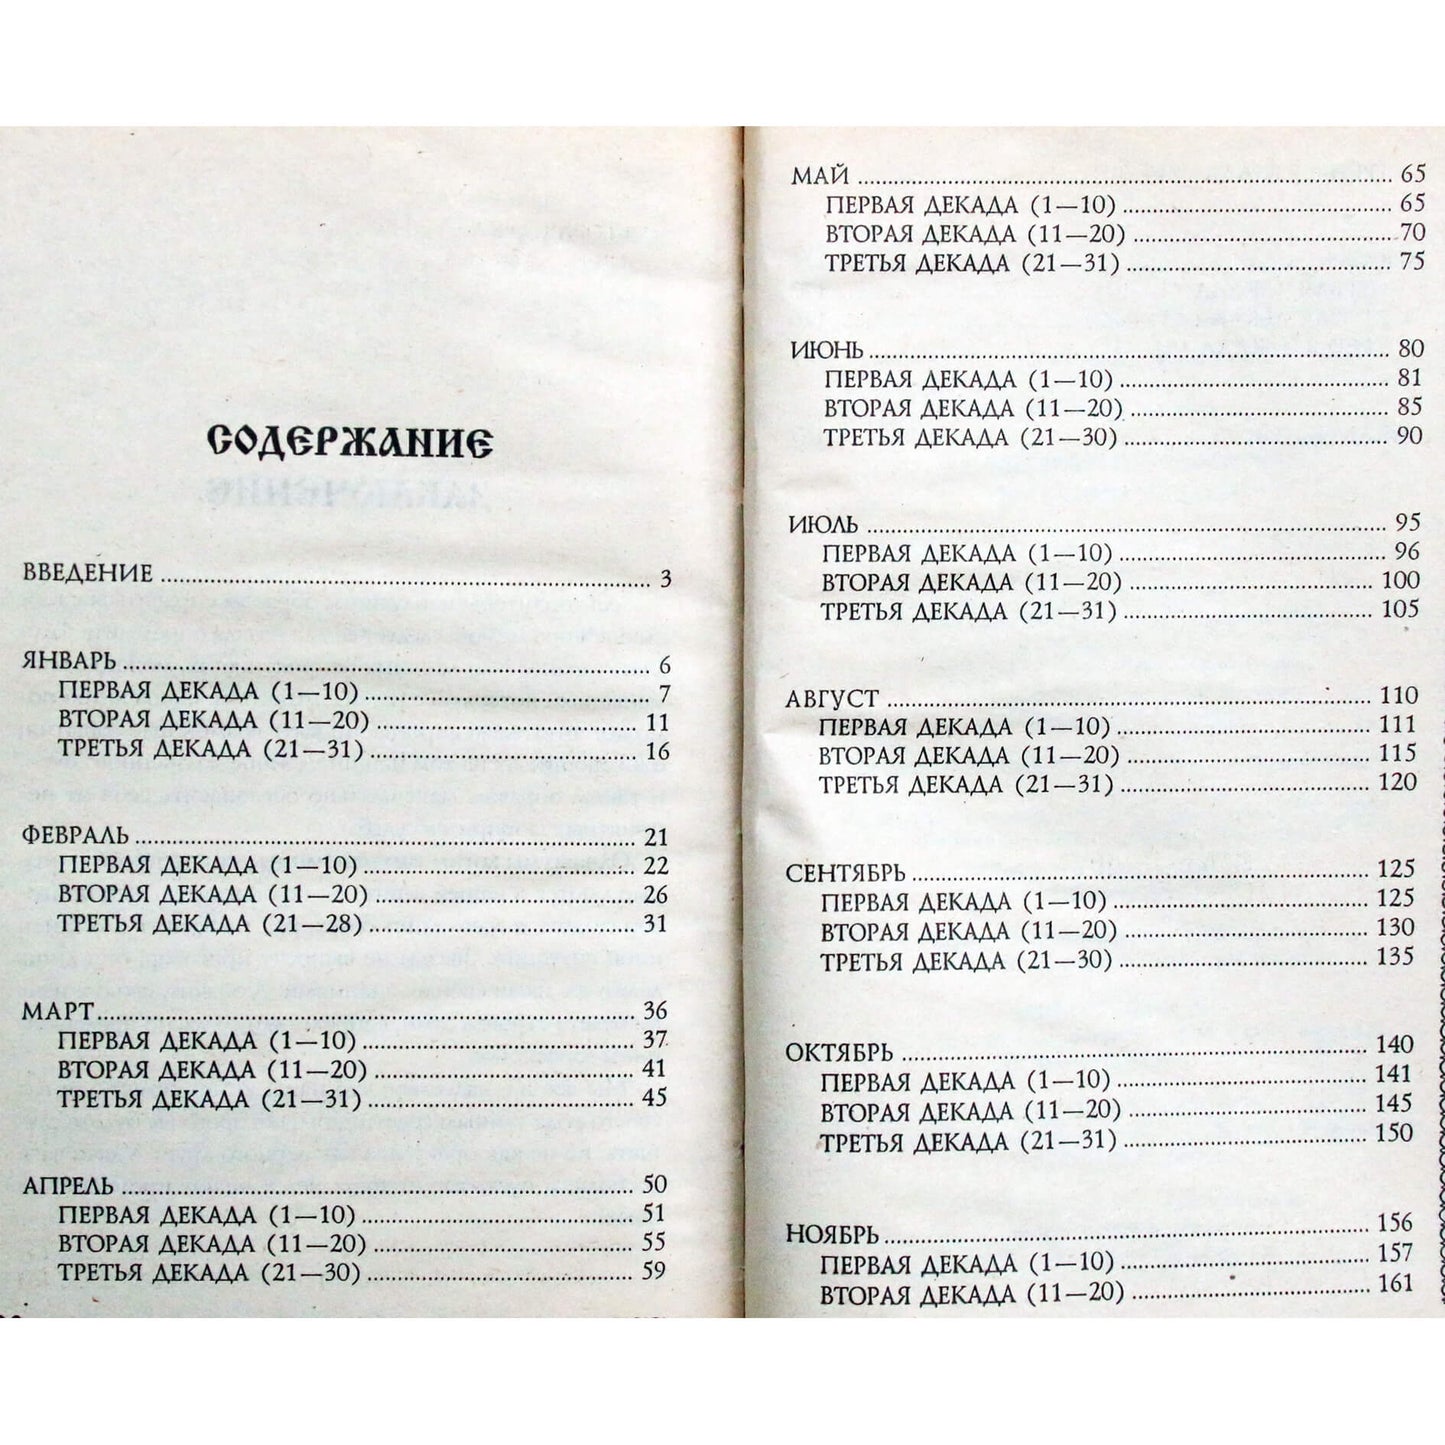 СОДЕРЖАНИЕ
ВВЕДЕНИЕ ........ 3
ЯНВАРЬ ........ 6
ПЕРВАЯ ДЕКАДА (1—10) ........ 7
ВТОРАЯ ДЕКАДА (11—20) ........ 11
ТРЕТЬЯ ДЕКАДА (21—31) ........ 16
ФЕВРАЛЬ ........ 21
ПЕРВАЯ ДЕКАДА (1—10) ........ 22
ВТОРАЯ ДЕКАДА (11—20) ........ 26
ТРЕТЬЯ ДЕКАДА (21—28) ........ 31
МАРТ ........ 36
ПЕРВАЯ ДЕКАДА (1—10) ........ 37
ВТОРАЯ ДЕКАДА (11—20) ........ 41
ТРЕТЬЯ ДЕКАДА (21—31) ........ 45
АПРЕЛЬ ........ 50
ПЕРВАЯ ДЕКАДА (1—10) ........ 51
ВТОРАЯ ДЕКАДА (11—20) ........ 55
ТРЕТЬЯ ДЕКАДА (21—30) ........ 59
МАЙ ........ 65
ПЕРВАЯ ДЕКАДА (1—10) ........ 65
ВТОРАЯ ДЕКАДА (11—20) ........ 70
ТРЕТЬЯ ДЕКАДА (21—31) ........ 75
ИЮНЬ ........ 80
ПЕРВАЯ ДЕКАДА (1—10) ........ 81
ВТОРАЯ ДЕКАДА (11—20) ........ 85
ТРЕТЬЯ ДЕКАДА (21—30) ........ 90
ИЮЛЬ ........ 95
ПЕРВАЯ ДЕКАДА (1—10) ........ 96
ВТОРАЯ ДЕКАДА (11—20) ........ 100
ТРЕТЬЯ ДЕКАДА (21—31) ........ 105
АВГУСТ ........ 110
ПЕРВАЯ ДЕКАДА (1—10) ........ 111
ВТОРАЯ ДЕКАДА (11—20) ........ 115
ТРЕТЬЯ ДЕКАДА (21—31) ........ 120
СЕНТЯБРЬ ........ 125
ПЕРВАЯ ДЕКАДА (1—10) ........ 125
ВТОРАЯ ДЕКАДА (11—20) ........ 130
ТРЕТЬЯ ДЕКАДА (21—30) ........ 135
ОКТЯБРЬ ........ 140
ПЕРВАЯ ДЕКАДА (1—10) ........ 141
ВТОРАЯ ДЕКАДА (11—20) ........ 145
ТРЕТЬЯ ДЕКАДА (21—31) ........ 150
НОЯБРЬ ........ 156
ПЕРВАЯ ДЕКАДА (1—10) ........ 157
ВТОРАЯ ДЕКАДА (11—20) ........ 161